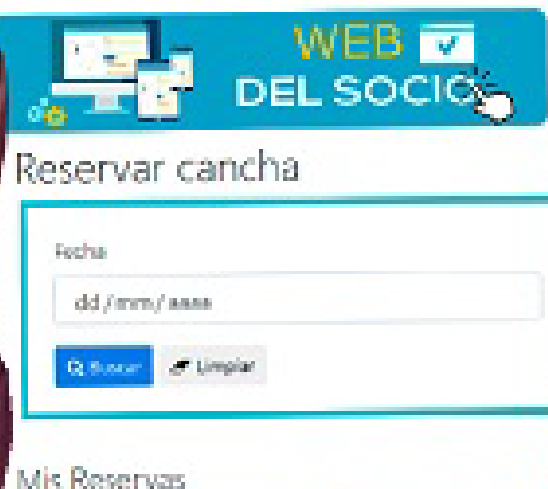 WEB
DEL SOCIO
Reservar cancha
Fecha
dd/mm/aaaa
Buscar Limpiar
Mis Reservas